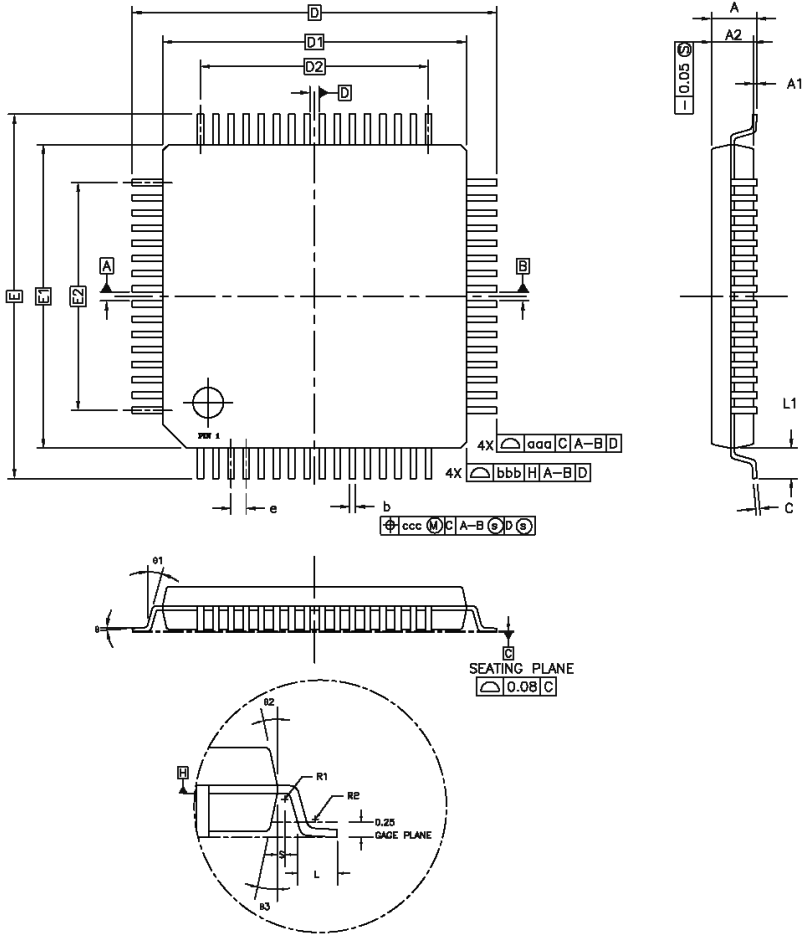 D
D1
D2
D
A
A2
– 0.05 Ⓢ
A1
E
E1
E2
A
B
PIN 1
L1
4X ⌓ aaa C A–B D
4X ⌓ bbb H A–B D
e
b
⌖ ccc Ⓜ C A–B Ⓢ D Ⓢ
C
θ1
θ
C
SEATING PLANE
⌓ 0.08 C
θ2
H
R1
R2
0.25
GAGE PLANE
S
L
θ3